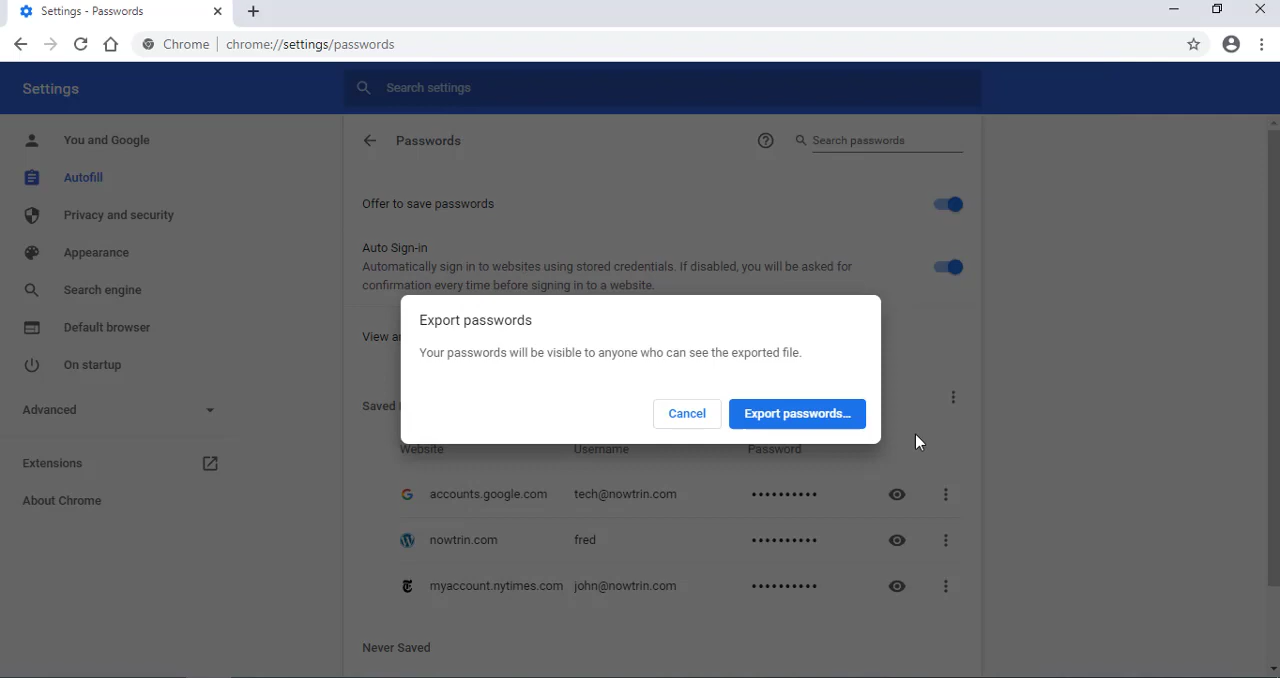 Settings - Passwords
Chrome
chrome://settings/passwords
Settings
Search settings
You and Google
Autofill
Privacy and security
Appearance
Search engine
Default browser
On startup
Advanced
Extensions
About Chrome
Passwords
Search passwords
Offer to save passwords
Auto Sign-in
Automatically sign in to websites using stored credentials. If disabled, you will be asked for
confirmation every time before signing in to a website.
View
Saved
Export passwords
Your passwords will be visible to anyone who can see the exported file.
Cancel
Export passwords...
Website Username Password
accounts.google.com tech@nowtrin.com ••••••••••
nowtrin.com fred ••••••••••
myaccount.nytimes.com john@nowtrin.com ••••••••••
Never Saved